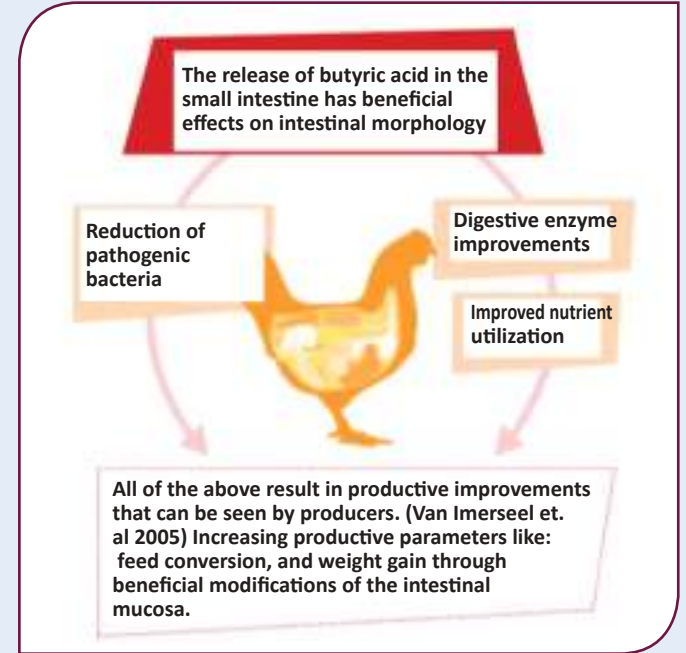 The release of butyric acid in the
small intestine has beneficial
effects on intestinal morphology
Reduction of
pathogenic
bacteria
Digestive enzyme
improvements
Improved nutrient
utilization
All of the above result in productive improvements
that can be seen by producers. (Van Imerseel et.
al 2005) Increasing productive parameters like:
feed conversion, and weight gain through
beneficial modifications of the intestinal
mucosa.